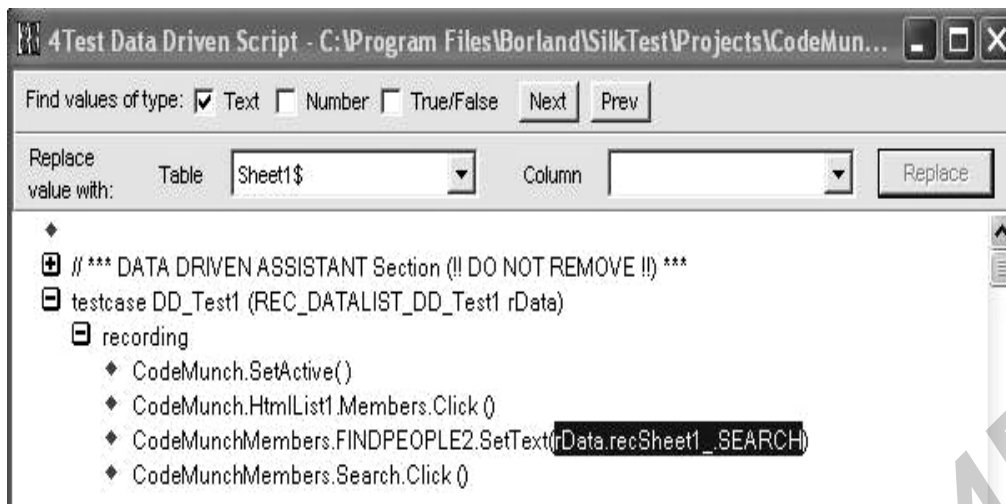 4Test Data Driven Script - C:\Program Files\Borland\SilkTest\Projects\CodeMun...
Find values of type: Text Number True/False Next Prev
Replace value with: Table Sheet1$ Column Replace
// *** DATA DRIVEN ASSISTANT Section (!! DO NOT REMOVE !!) ***
testcase DD_Test1 (REC_DATALIST_DD_Test1 rData)
recording
CodeMunch.SetActive()
CodeMunch.HtmlList1.Members.Click ()
CodeMunchMembers.FINDPEOPLE2.SetText(rData.recSheet1_.SEARCH)
CodeMunchMembers.Search.Click ()